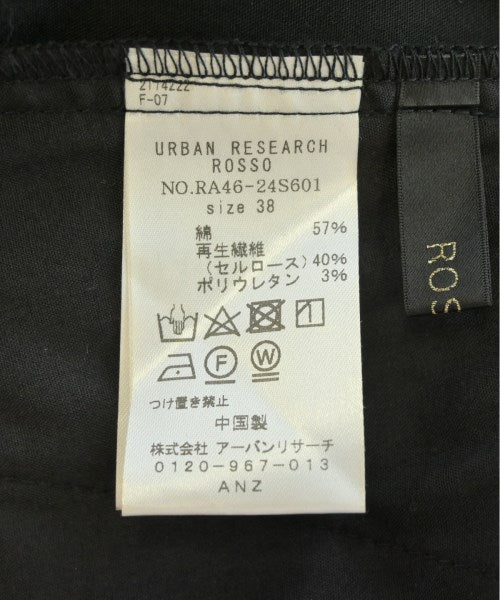 2114222
F-07
URBAN RESEARCH
ROSSO
NO.RA46-24S601
size 38
綿 57%
再生繊維
(セルロース) 40%
ポリウレタン 3%
F W
つけ置き禁止
中国製
株式会社 アーバンリサーチ
0120-967-013
ANZ
ROS